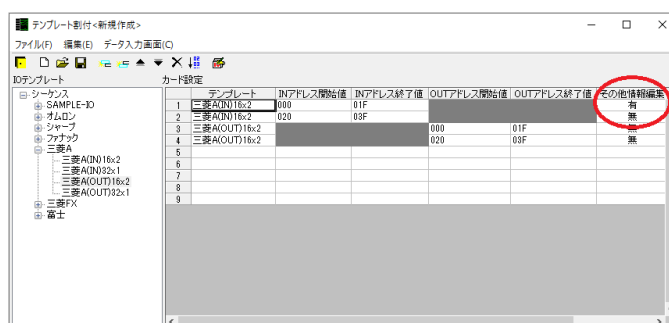 テンプレート割付<新規作成>
ファイル(F) 編集(E) データ入力画面(C)
IOテンプレート
カード設定
シーケンス
SAMPLE-IO
オムロン
シャープ
ファナック
三菱A
三菱A(IN)16x2
三菱A(IN)32x1
三菱A(OUT)16x2
三菱A(OUT)32x1
三菱FX
富士
テンプレート INアドレス開始値 INアドレス終了値 OUTアドレス開始値 OUTアドレス終了値 その他情報編集
1 三菱A(IN)16x2 000 01F 有
2 三菱A(IN)16x2 020 03F 無
3 三菱A(OUT)16x2 000 01F 無
4 三菱A(OUT)16x2 020 03F 無
5
6
7
8
9